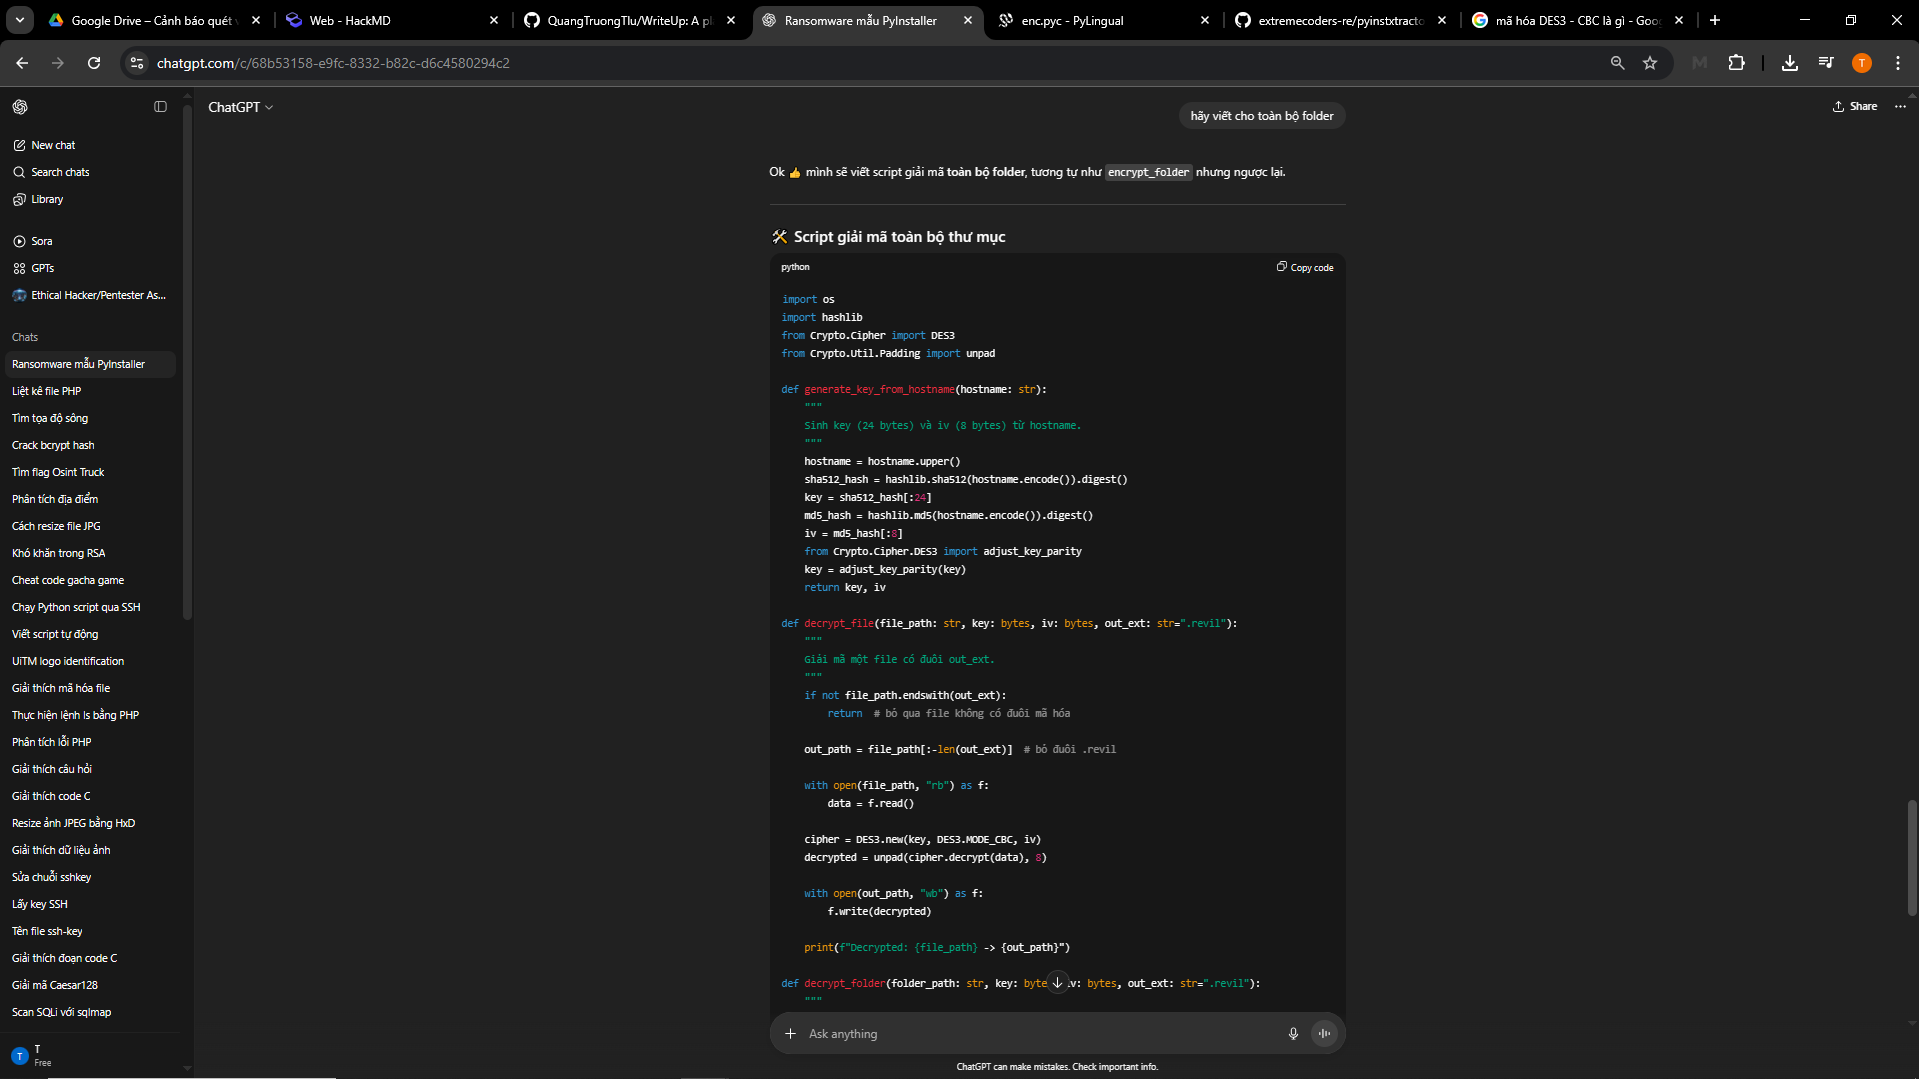 Google Drive – Cảnh báo quét v
Web - HackMD
QuangTruongTlu/WriteUp: A pl
Ransomware mẫu PyInstaller
enc.pyc - PyLingual
extremecoders-re/pyinstxtracto
mã hóa DES3 - CBC là gì - Goo
chatgpt.com/c/68b53158-e9fc-8332-b82c-d6c4580294c2
T
ChatGPT
Share
New chat
Search chats
Library
Sora
GPTs
Ethical Hacker/Pentester As...
Chats
Ransomware mẫu PyInstaller
Liệt kê file PHP
Tìm tọa độ sông
Crack bcrypt hash
Tìm flag Osint Truck
Phân tích địa điểm
Cách resize file JPG
Khó khăn trong RSA
Cheat code gacha game
Chạy Python script qua SSH
Viết script tự động
UiTM logo identification
Giải thích mã hóa file
Thực hiện lệnh ls bằng PHP
Phân tích lỗi PHP
Giải thích câu hỏi
Giải thích code C
Resize ảnh JPEG bằng HxD
Giải thích dữ liệu ảnh
Sửa chuỗi sshkey
Lấy key SSH
Tên file ssh-key
Giải thích đoạn code C
Giải mã Caesar128
Scan SQLi với sqlmap
T
T
Free
hãy viết cho toàn bộ folder
Ok 👍 mình sẽ viết script giải mã toàn bộ folder, tương tự như encrypt_folder nhưng ngược lại.
🛠️ Script giải mã toàn bộ thư mục
python
Copy code
import os
import hashlib
from Crypto.Cipher import DES3
from Crypto.Util.Padding import unpad
def generate_key_from_hostname(hostname: str):
"""
Sinh key (24 bytes) và iv (8 bytes) từ hostname.
"""
hostname = hostname.upper()
sha512_hash = hashlib.sha512(hostname.encode()).digest()
key = sha512_hash[:24]
md5_hash = hashlib.md5(hostname.encode()).digest()
iv = md5_hash[:8]
from Crypto.Cipher.DES3 import adjust_key_parity
key = adjust_key_parity(key)
return key, iv
def decrypt_file(file_path: str, key: bytes, iv: bytes, out_ext: str=".revil"):
"""
Giải mã một file có đuôi out_ext.
"""
if not file_path.endswith(out_ext):
return # bỏ qua file không có đuôi mã hóa
out_path = file_path[:-len(out_ext)] # bỏ đuôi .revil
with open(file_path, "rb") as f:
data = f.read()
cipher = DES3.new(key, DES3.MODE_CBC, iv)
decrypted = unpad(cipher.decrypt(data), 8)
with open(out_path, "wb") as f:
f.write(decrypted)
print(f"Decrypted: {file_path} -> {out_path}")
def decrypt_folder(folder_path: str, key: byte iv: bytes, out_ext: str=".revil"):
"""
Ask anything
ChatGPT can make mistakes. Check important info.